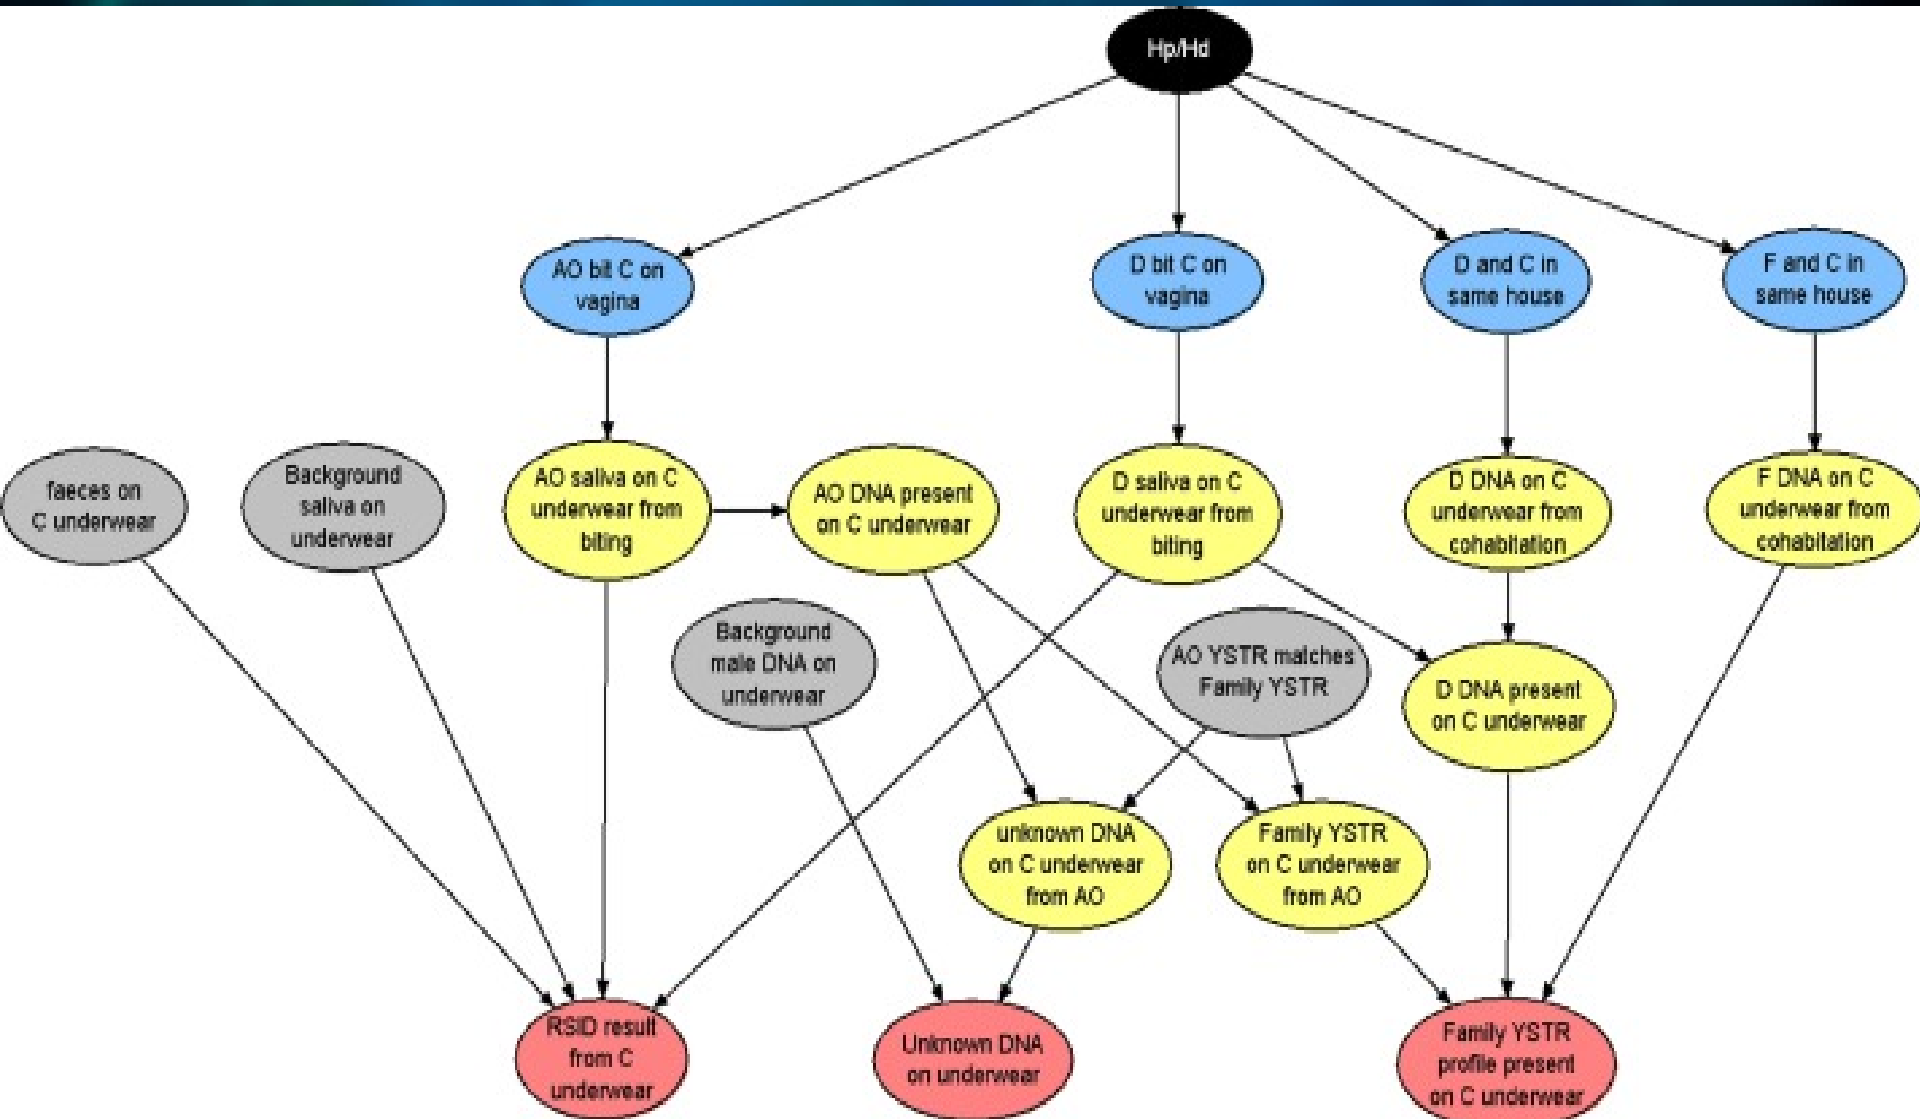 Hp/Hd
AO bit C on
vagina
D bit C on
vagina
D and C in
same house
F and C in
same house
faeces on
C underwear
Background
saliva on
underwear
AO saliva on C
underwear from
biting
AO DNA present
on C underwear
D saliva on C
underwear from
biting
D DNA on C
underwear from
cohabitation
F DNA on C
underwear from
cohabitation
Background
male DNA on
underwear
AO YSTR matches
Family YSTR
D DNA present
on C underwear
unknown DNA
on C underwear
from AO
Family YSTR
on C underwear
from AO
RSID result
from C
underwear
Unknown DNA
on underwear
Family YSTR
profile present
on C underwear